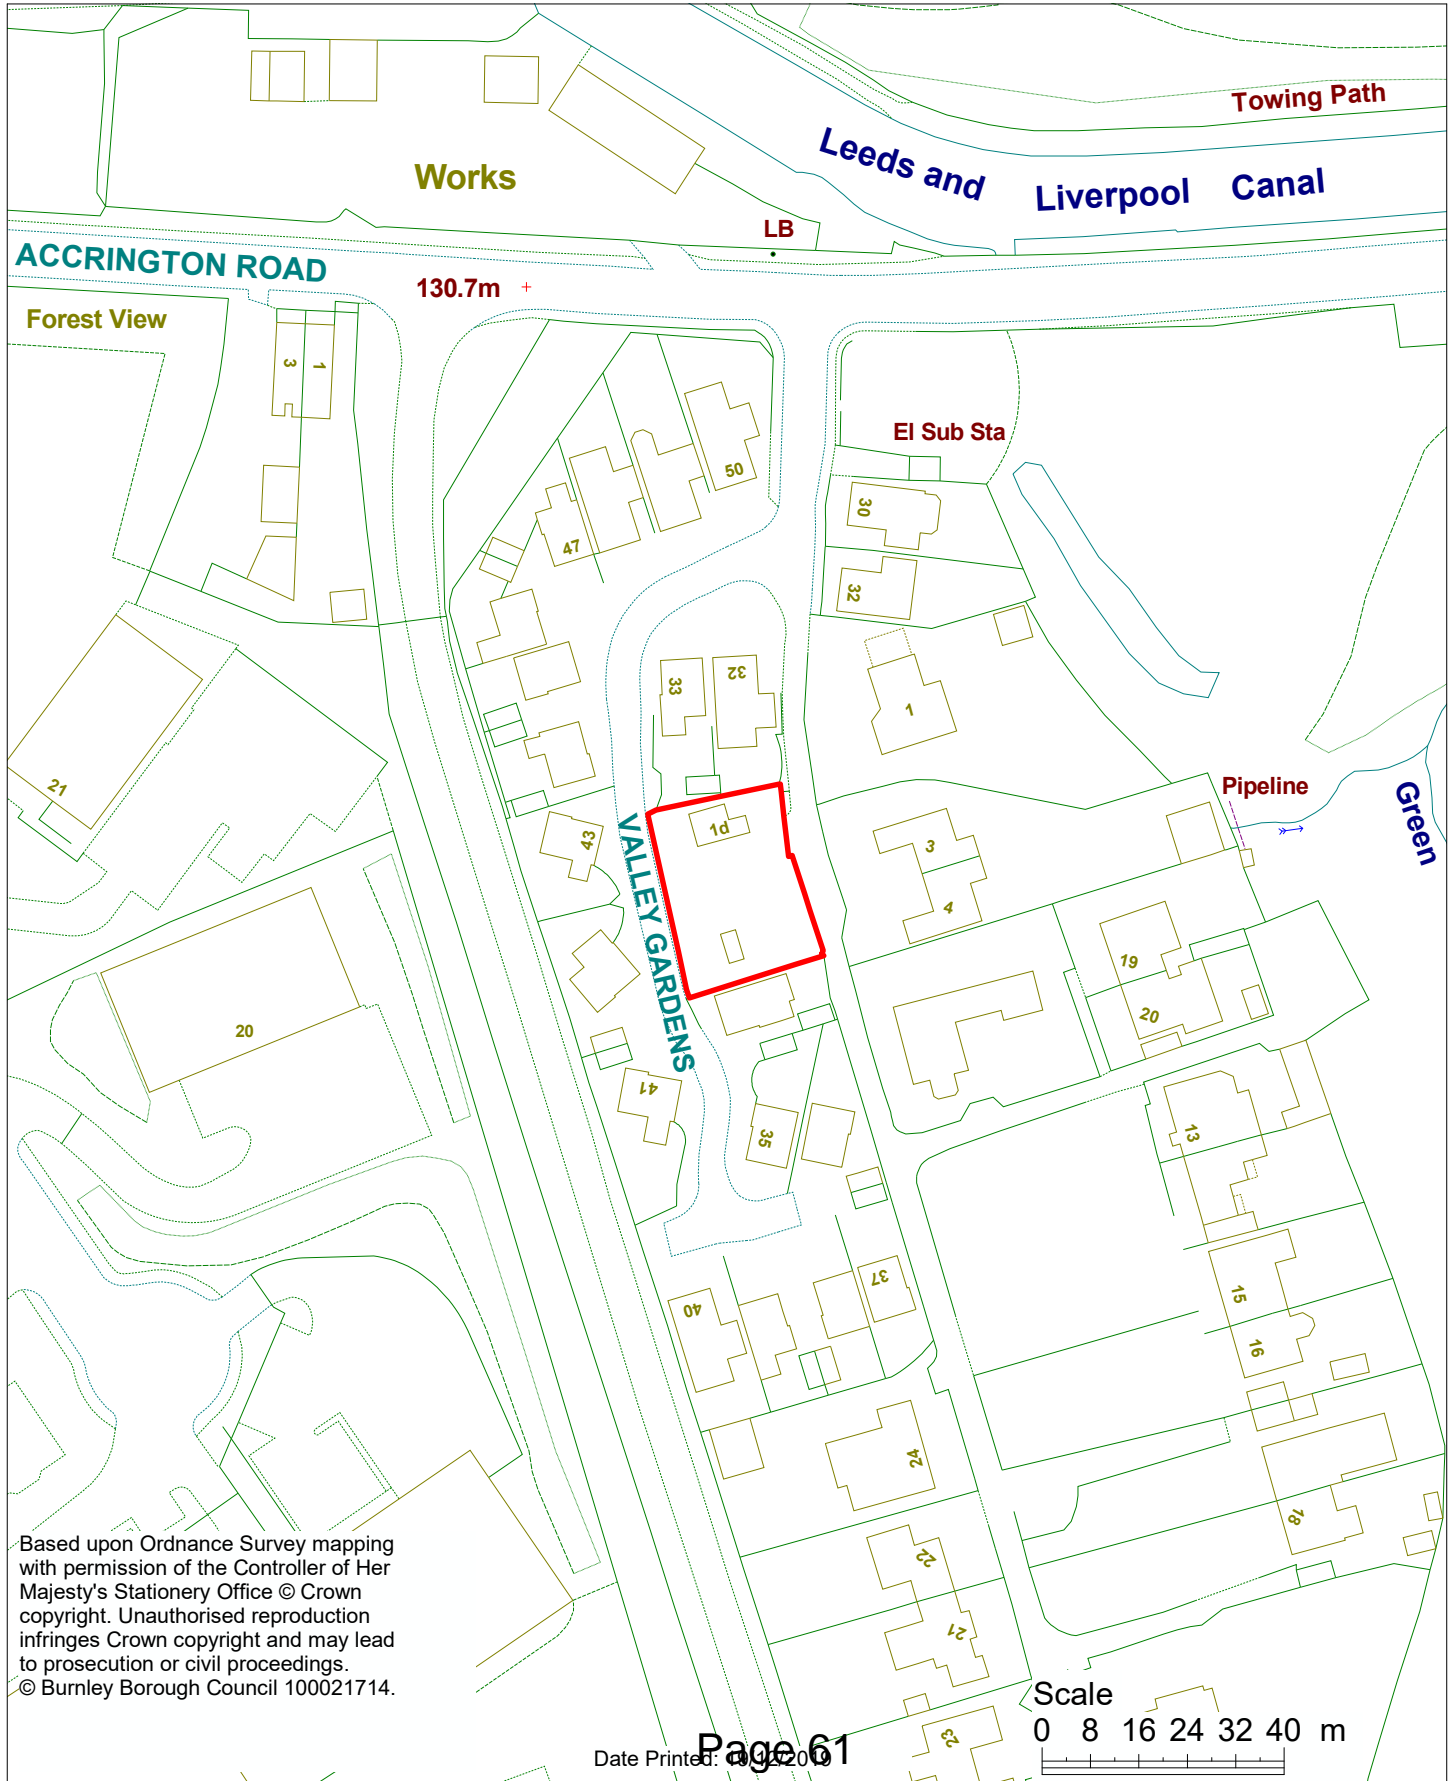 Towing Path
Leeds and Liverpool Canal
Works
LB
ACCRINGTON ROAD
130.7m
Forest View
3
1
El Sub Sta
50
30
47
32
33
32
1
21
Pipeline
Green
1d
43
3
VALLEY GARDENS
4
19
20
20
41
35
13
37
40
15
16
24
18
22
21
23
Based upon Ordnance Survey mapping
with permission of the Controller of Her
Majesty's Stationery Office © Crown
copyright. Unauthorised reproduction
infringes Crown copyright and may lead
to prosecution or civil proceedings.
© Burnley Borough Council 100021714.
Scale
0 8 16 24 32 40 m
Page 61
Date Printed: 19/12/2019